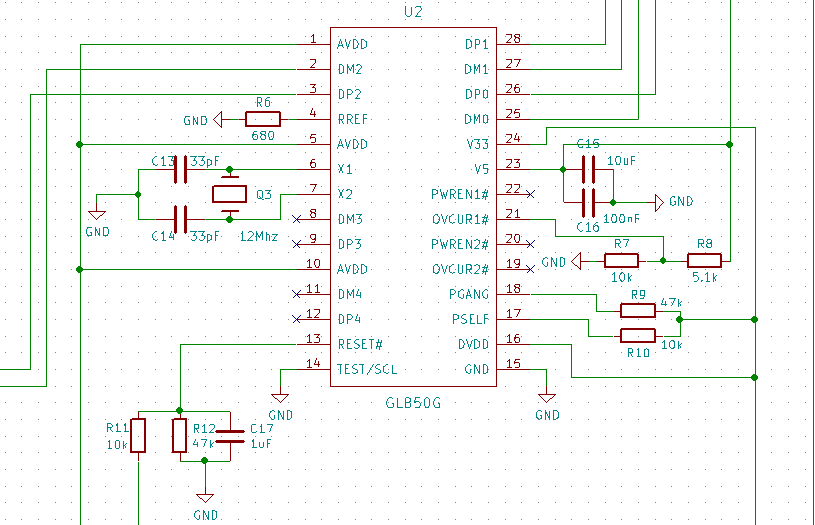 U2
1 AVDD DP1 28
2 DM2 DM1 27
3 DP2 DP0 26
R6
GND 4 RREF DM0 25
680
5 AVDD V33 24
C13 33pF 6 X1 V5 23 C15 10uF
7 X2 PWREN1# 22
Q3
GND
GND
C14 33pF 12Mhz 8 DM3 OVCUR1# 21 C16 100nF
9 DP3 PWREN2# 20
R7 R8
GND
10 AVDD OVCUR2# 19
10k 5.1k
11 DM4 PGANG 18
R9 47k
12 DP4 PSELF 17
13 RESET# DVDD 16
R10 10k
14 TEST/SCL GND 15
GND GL850G GND
R11 10k R12 47k C17 1uF
GND